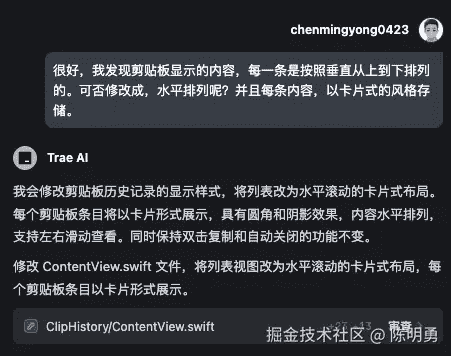 chenmingyong0423
很好，我发现剪贴板显示的内容，每一条是按照垂直从上到下排列
的。可否修改成，水平排列呢？并且每条内容，以卡片式的风格存
储。
Trae AI
我会修改剪贴板历史记录的显示样式，将列表改为水平滚动的卡片式布局。
每个剪贴板条目将以卡片形式展示，具有圆角和阴影效果，内容水平排列，
支持左右滑动查看。同时保持双击复制和自动关闭的功能不变。
修改 ContentView.swift 文件，将列表视图改为水平滚动的卡片式布局，每
个剪贴板条目以卡片形式展示。
ClipHistory/ContentView.swift
审查
掘金技术社区 @ 陈明勇